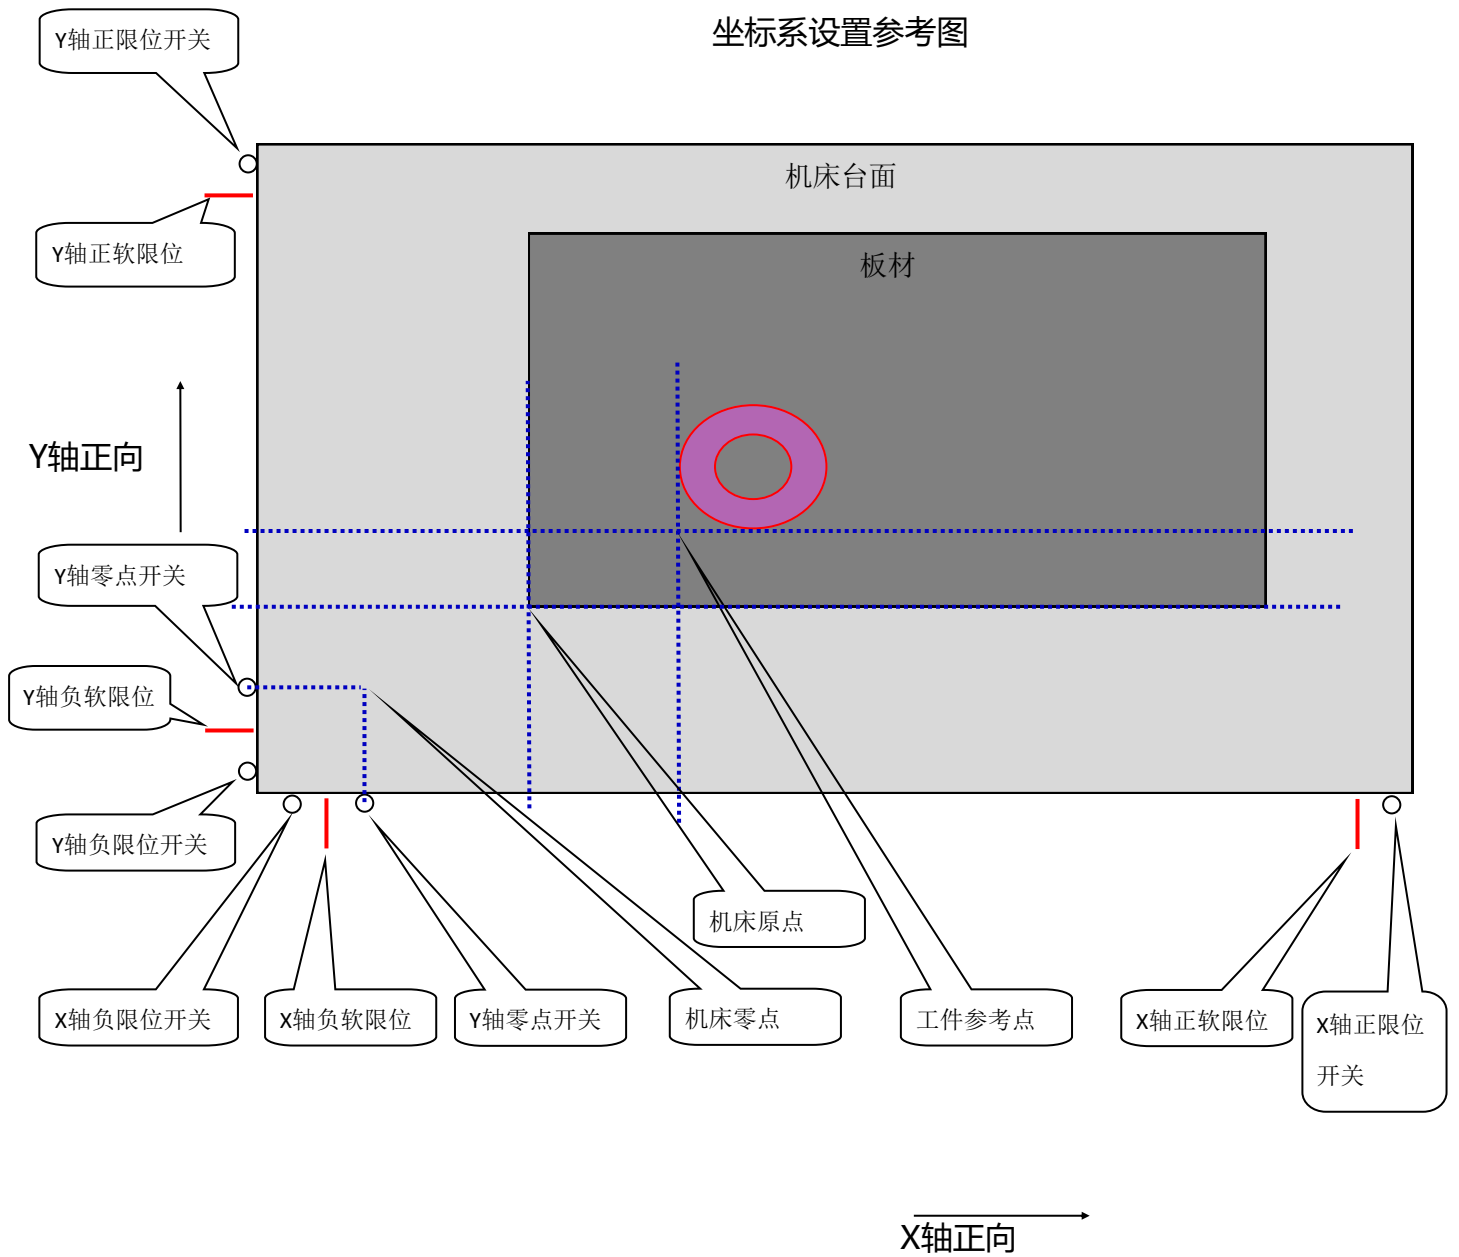 坐标系设置参考图
Y轴正限位开关
机床台面
Y轴正软限位
板材
Y轴正向
Y轴零点开关
Y轴负软限位
Y轴负限位开关
机床原点
X轴负限位开关
X轴负软限位
Y轴零点开关
机床零点
工件参考点
X轴正软限位
X轴正限位
开关
X轴正向